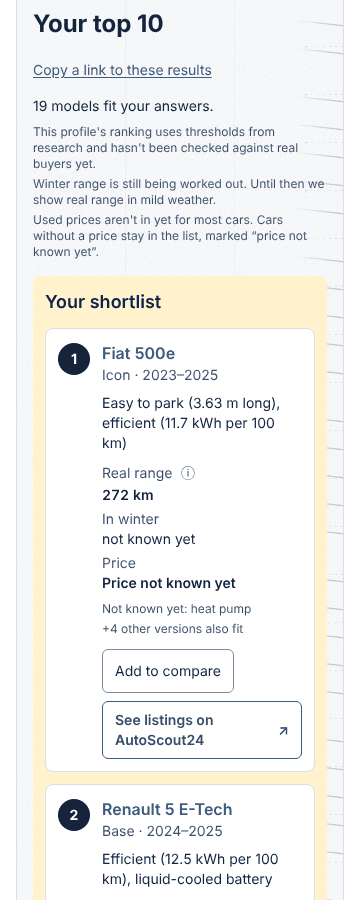 Your top 10
Copy a link to these results
19 models fit your answers.
This profile's ranking uses thresholds from
research and hasn't been checked against real
buyers yet.
Winter range is still being worked out. Until then we
show real range in mild weather.
Used prices aren't in yet for most cars. Cars
without a price stay in the list, marked “price not
known yet”.
Your shortlist
1
Fiat 500e
Icon · 2023–2025
Easy to park (3.63 m long),
efficient (11.7 kWh per 100
km)
Real range ⓘ
272 km
In winter
not known yet
Price
Price not known yet
Not known yet: heat pump
+4 other versions also fit
Add to compare
See listings on
AutoScout24
2
Renault 5 E-Tech
Base · 2024–2025
Efficient (12.5 kWh per 100
km), liquid-cooled battery